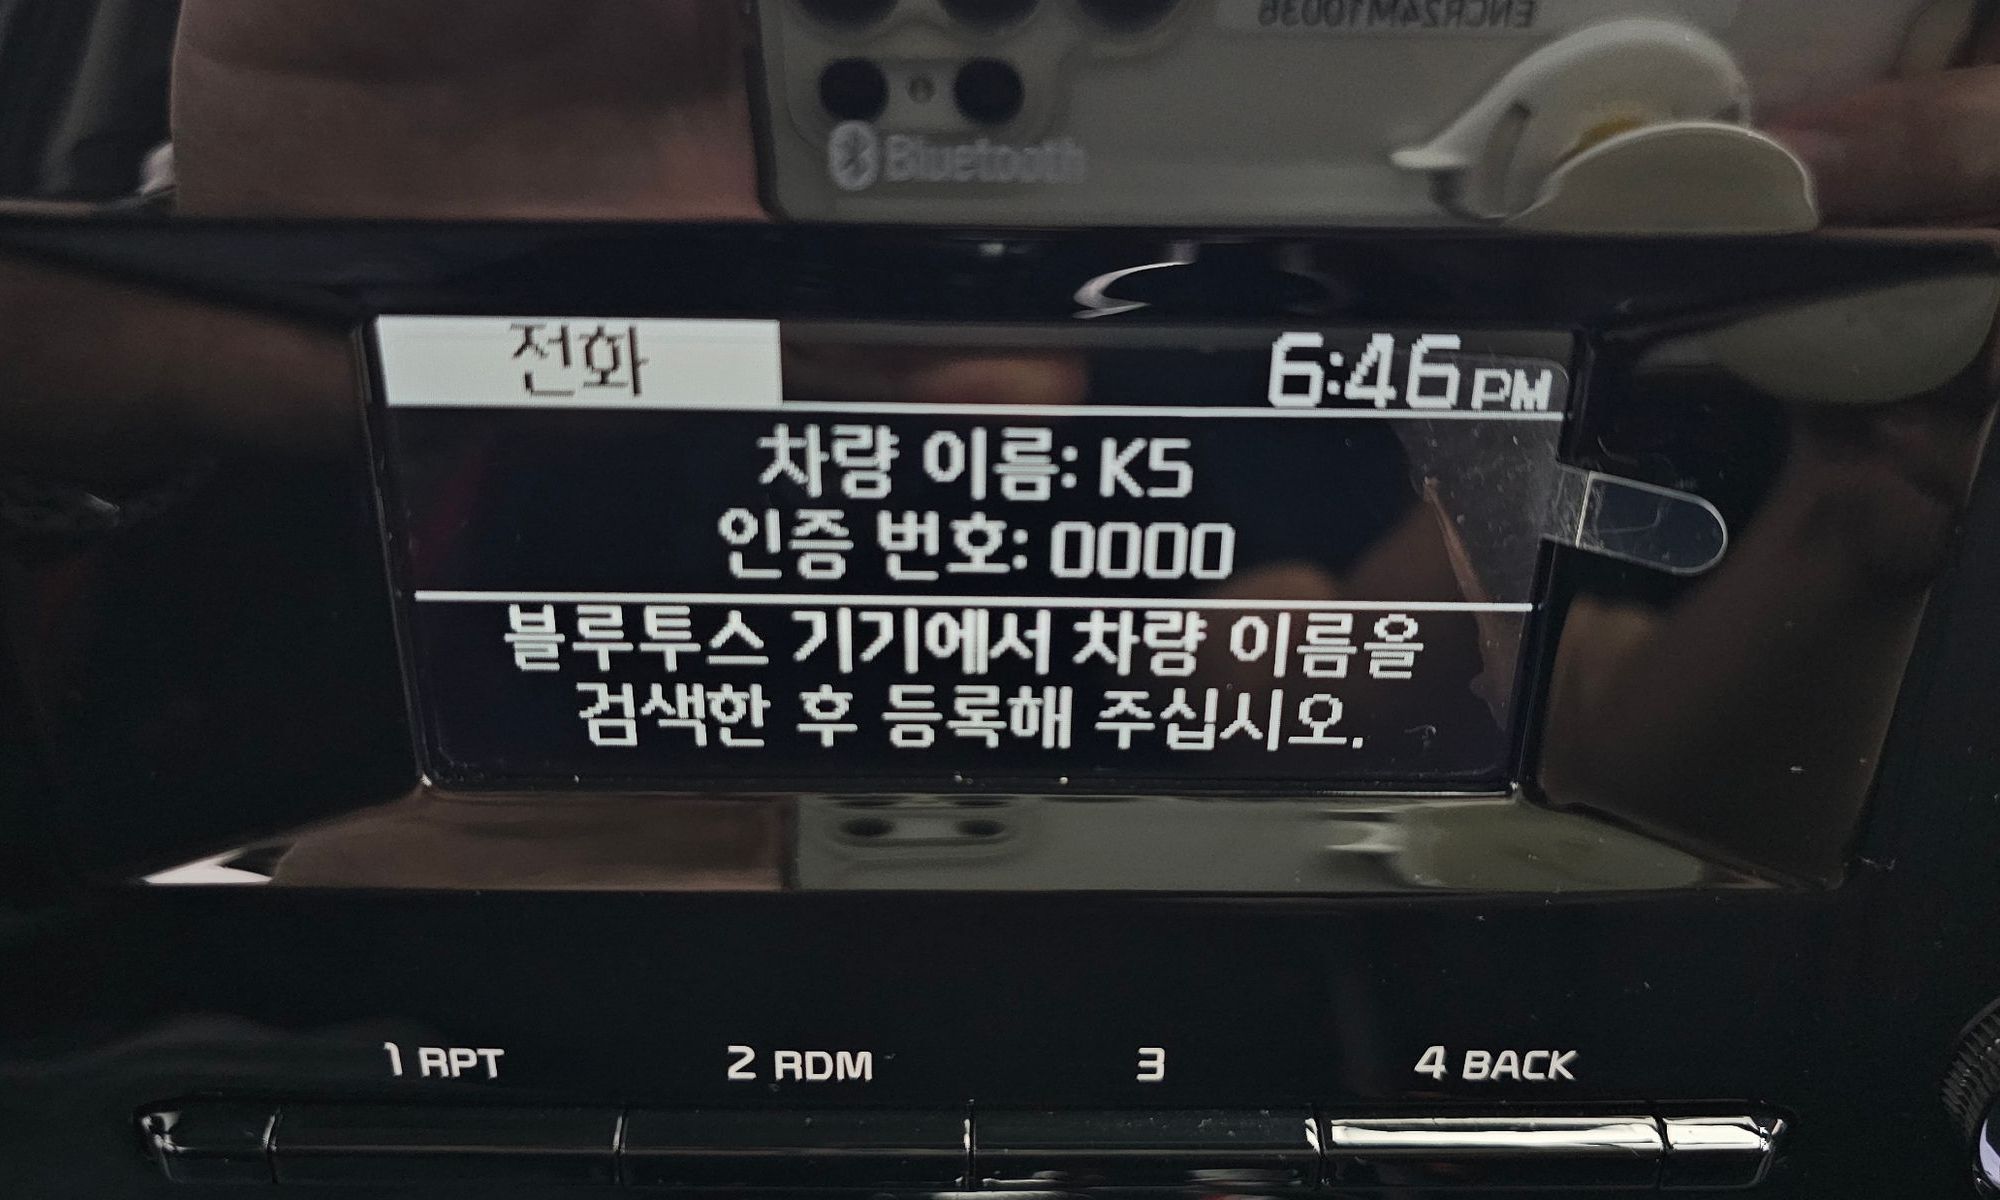 ENCR24M10036
Bluetooth
전화
6:46 PM
차량 이름: K5
인증 번호: 0000
블루투스 기기에서 차량 이름을
검색한 후 등록해 주십시오.
1 RPT
2 RDM
3
4 BACK